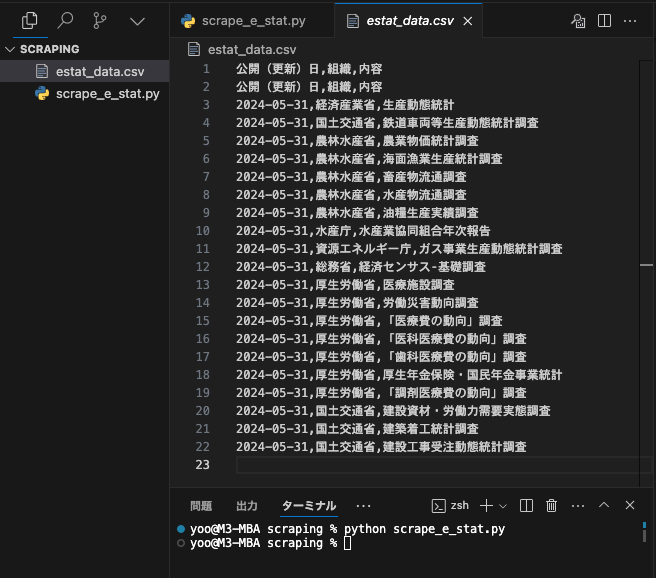 scrape_e_stat.py
estat_data.csv
SCRAPING
estat_data.csv
scrape_e_stat.py
estat_data.csv
1 公開（更新）日,組織,内容
2 公開（更新）日,組織,内容
3 2024-05-31,経済産業省,生産動態統計
4 2024-05-31,国土交通省,鉄道車両等生産動態統計調査
5 2024-05-31,農林水産省,農業物価統計調査
6 2024-05-31,農林水産省,海面漁業生産統計調査
7 2024-05-31,農林水産省,畜産物流通調査
8 2024-05-31,農林水産省,水産物流通調査
9 2024-05-31,農林水産省,油糧生産実績調査
10 2024-05-31,水産庁,水産業協同組合年次報告
11 2024-05-31,資源エネルギー庁,ガス事業生産動態統計調査
12 2024-05-31,総務省,経済センサス-基礎調査
13 2024-05-31,厚生労働省,医療施設調査
14 2024-05-31,厚生労働省,労働災害動向調査
15 2024-05-31,厚生労働省,「医療費の動向」調査
16 2024-05-31,厚生労働省,「医科医療費の動向」調査
17 2024-05-31,厚生労働省,「歯科医療費の動向」調査
18 2024-05-31,厚生労働省,厚生年金保険・国民年金事業統計
19 2024-05-31,厚生労働省,「調剤医療費の動向」調査
20 2024-05-31,国土交通省,建設資材・労働力需要実態調査
21 2024-05-31,国土交通省,建築着工統計調査
22 2024-05-31,国土交通省,建設工事受注動態統計調査
23
問題 出力 ターミナル ··· zsh
yoo@M3-MBA scraping % python scrape_e_stat.py
yoo@M3-MBA scraping %